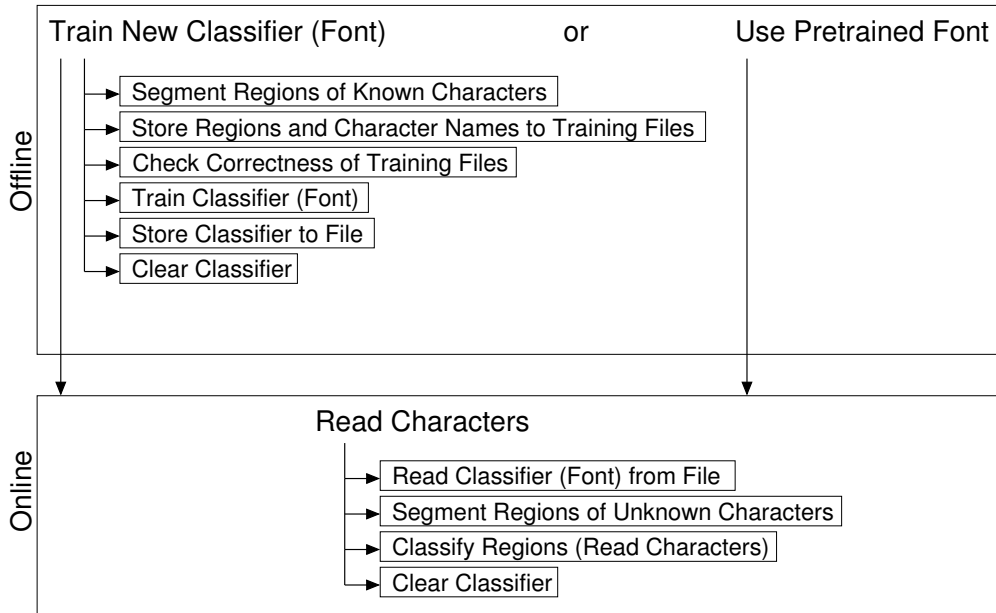 Train New Classifier (Font) or Use Pretrained Font
Offline
Segment Regions of Known Characters
Store Regions and Character Names to Training Files
Check Correctness of Training Files
Train Classifier (Font)
Store Classifier to File
Clear Classifier
Online
Read Characters
Read Classifier (Font) from File
Segment Regions of Unknown Characters
Classify Regions (Read Characters)
Clear Classifier